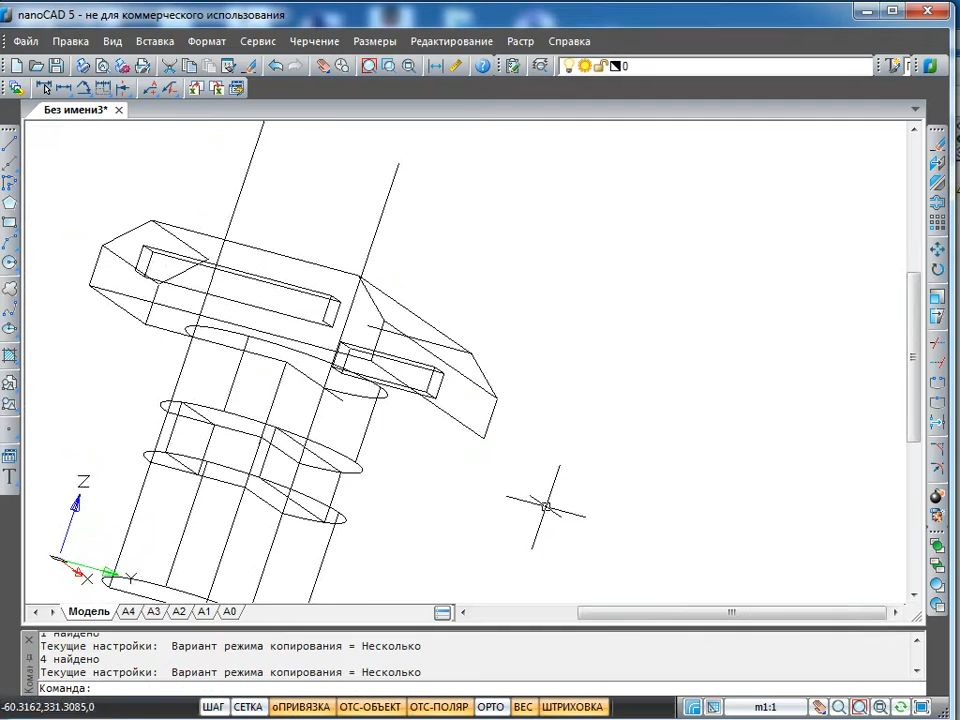 nanoCAD 5 - не для коммерческого использования
Файл Правка Вид Вставка Формат Сервис Черчение Размеры Редактирование Растр Справка
0
Без имени3*
Z
X
Y
Модель A4 A3 A2 A1 A0
1 найдено
Текущие настройки: Вариант режима копирования = Несколько
4 найдено
Текущие настройки: Вариант режима копирования = Несколько
Команда:
-60.3162,331.3085,0 ШАГ СЕТКА оПРИВЯЗКА ОТС-ОБЪЕКТ ОТС-ПОЛЯР ОРТО ВЕС ШТРИХОВКА m1:1